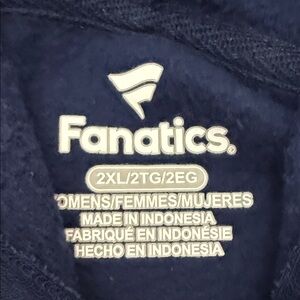 Fanatics.
2XL/2TG/2EG
OMENS/FEMMES/MUJERES
MADE IN INDONESIA
FABRIQUÉ EN INDONÉSIE
HECHO EN INDONESIA